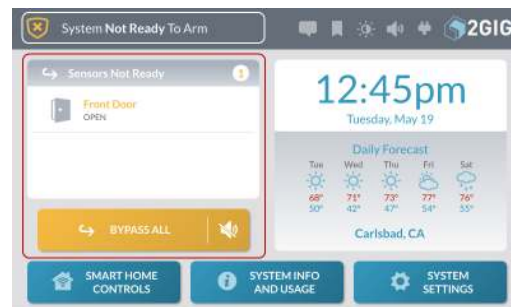 System Not Ready To Arm
2GIG
Sensors Not Ready 1
Front Door
OPEN
BYPASS ALL
12:45pm
Tuesday, May 19
Daily Forecast
Tue Wed Thu Fri Sat
68° 71° 73° 77° 76°
50° 42° 47° 54° 55°
Carlsbad, CA
SMART HOME
CONTROLS
SYSTEM INFO
AND USAGE
SYSTEM
SETTINGS